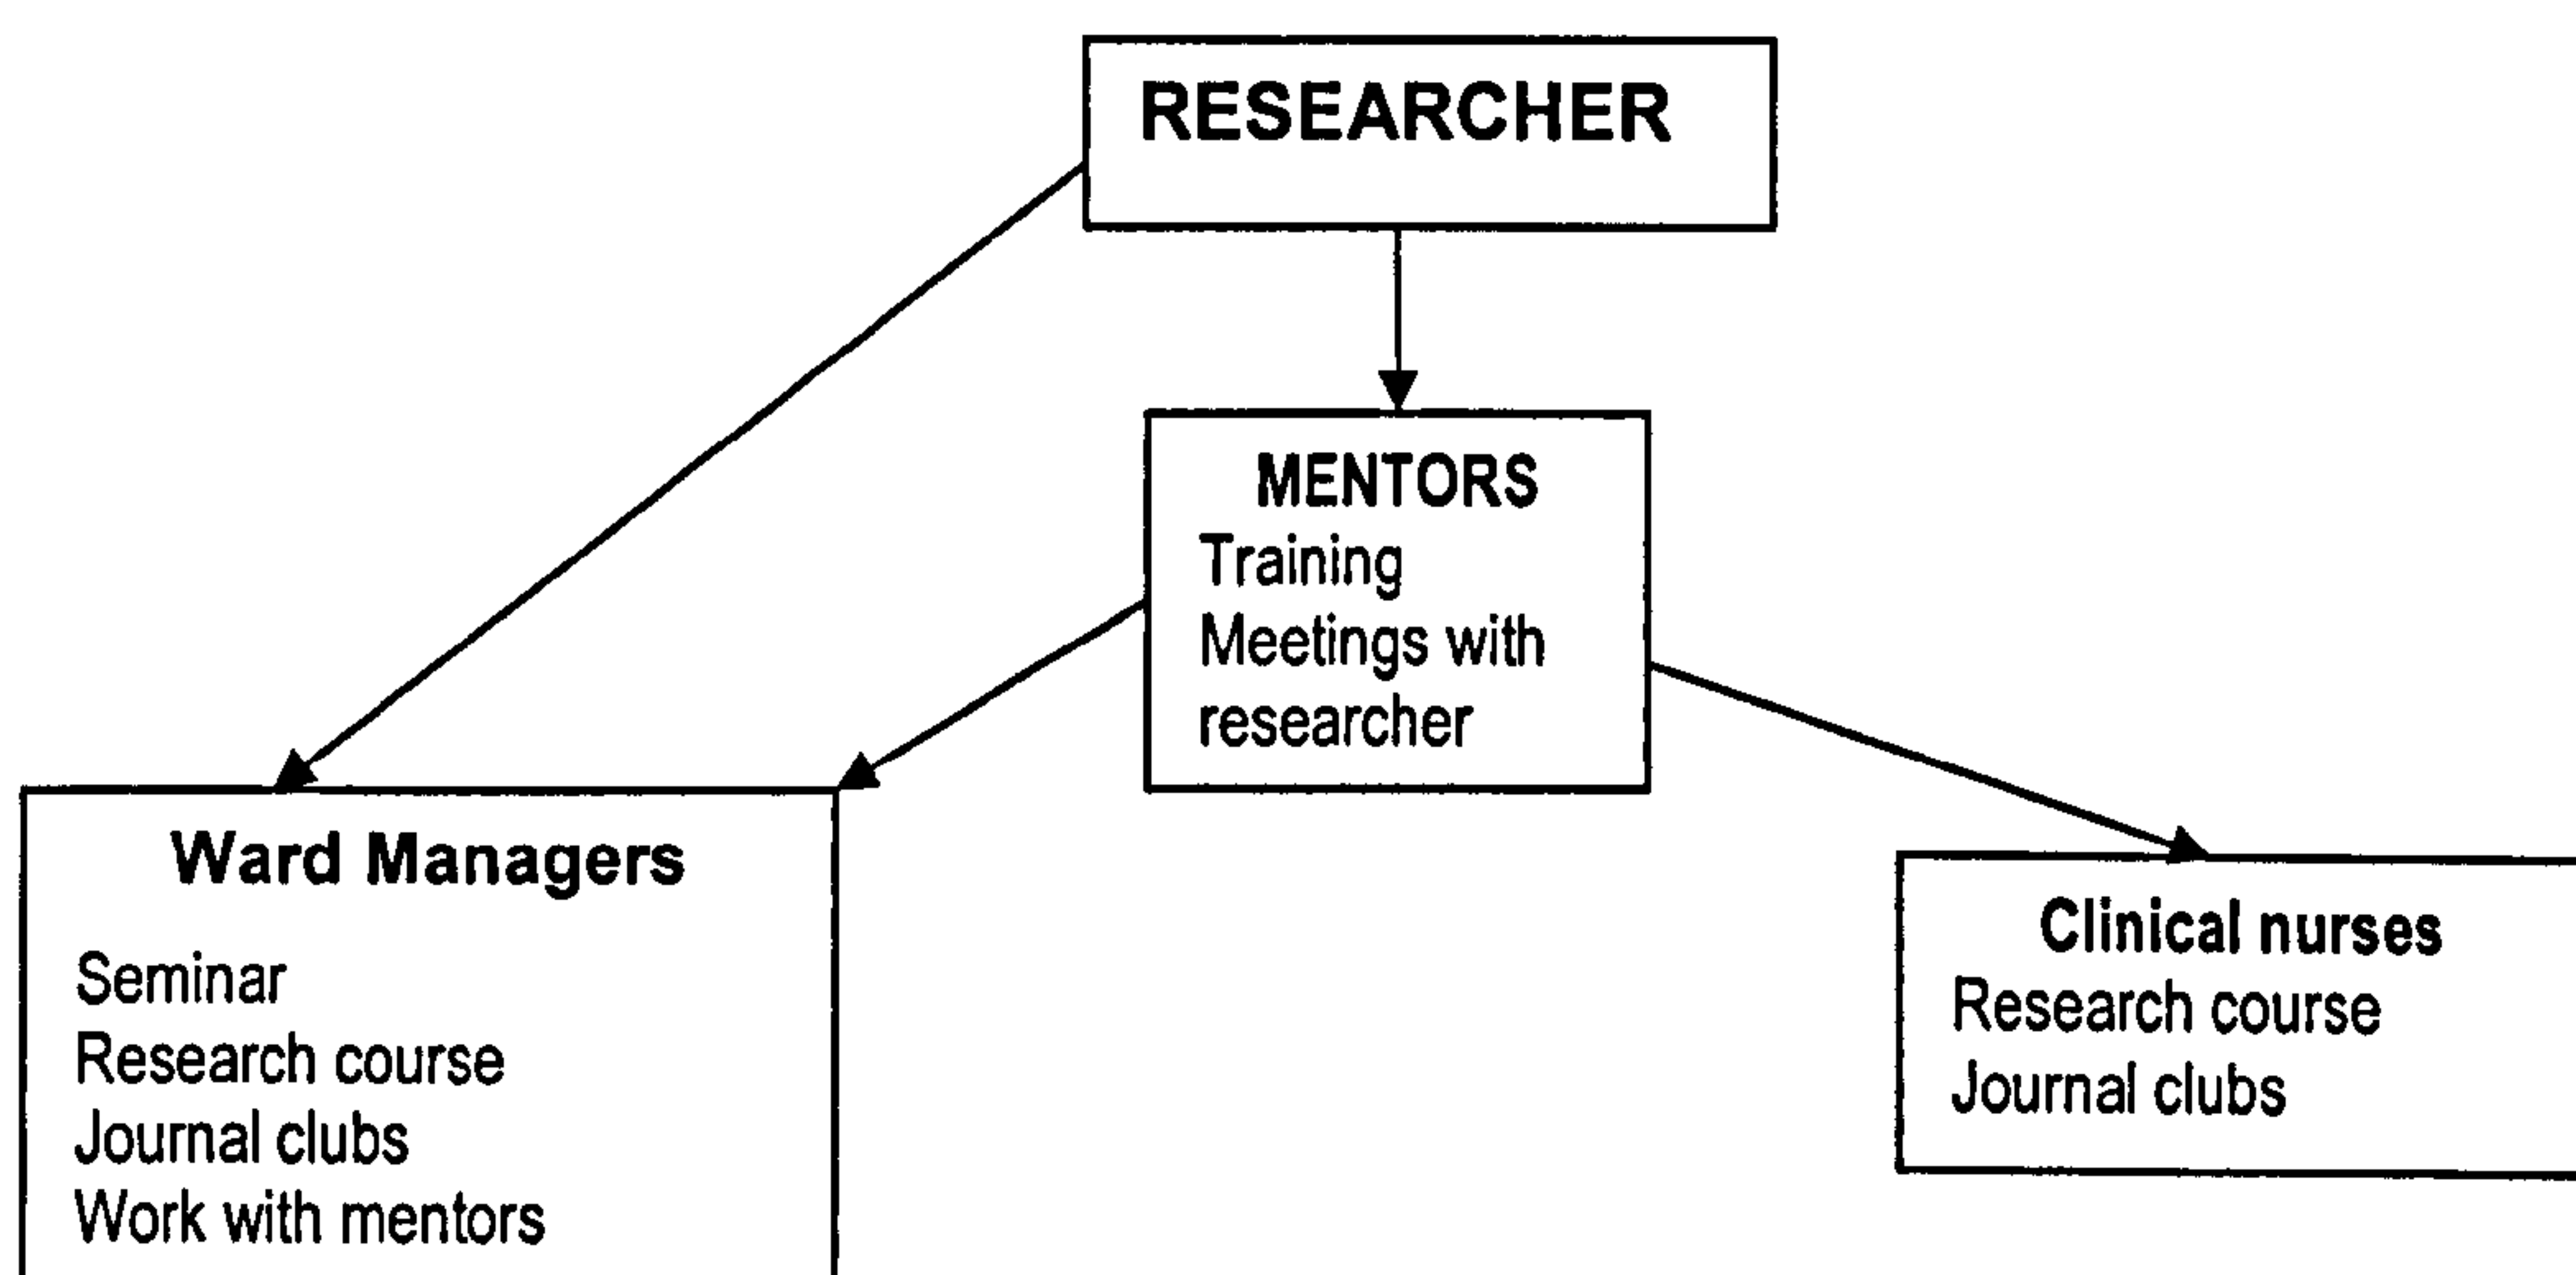 RESEARCHER
MENTORS
Training
Meetings with
researcher
Ward Managers
Seminar
Research course
Journal clubs
Work with mentors
Clinical nurses
Research course
Journal clubs